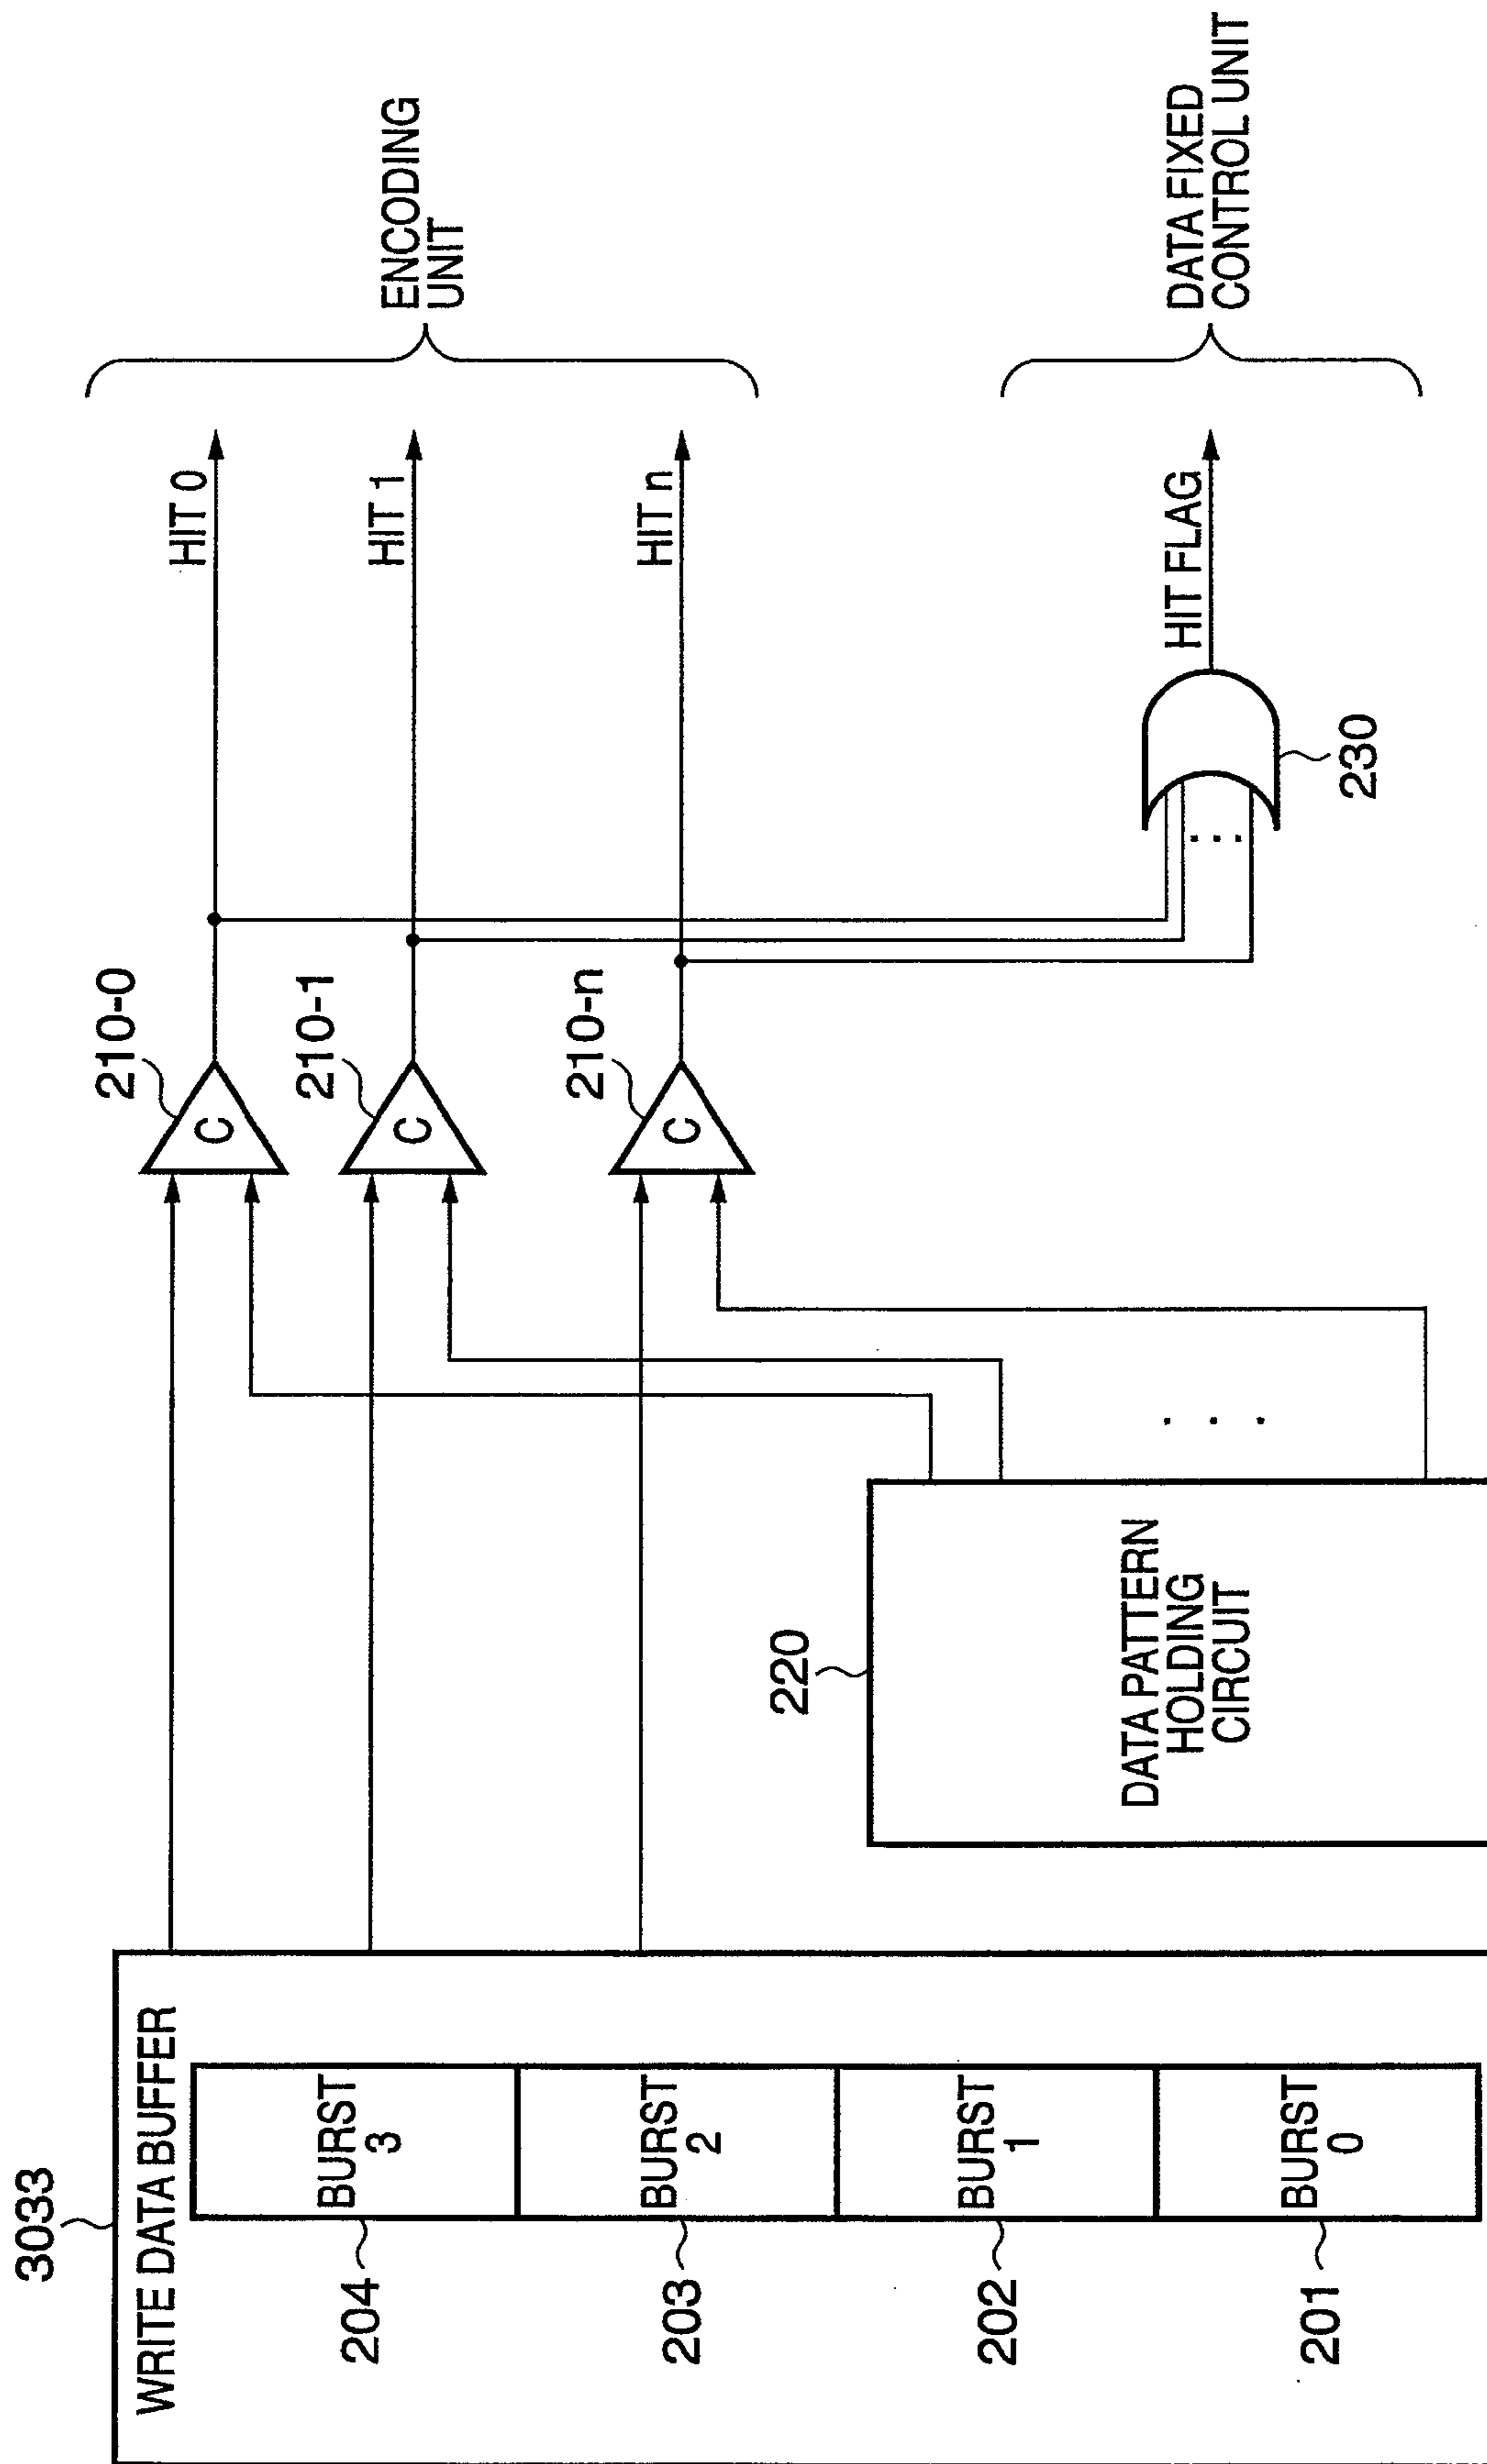 3033
WRITE DATA BUFFER
204
BURST
3
203
BURST
2
202
BURST
1
201
BURST
0
220
DATA PATTERN
HOLDING
CIRCUIT
. . .
210-0
C
210-1
C
210-n
C
HIT 0
HIT 1
HIT n
...
230
HIT FLAG
ENCODING
UNIT
DATA FIXED
CONTROL UNIT